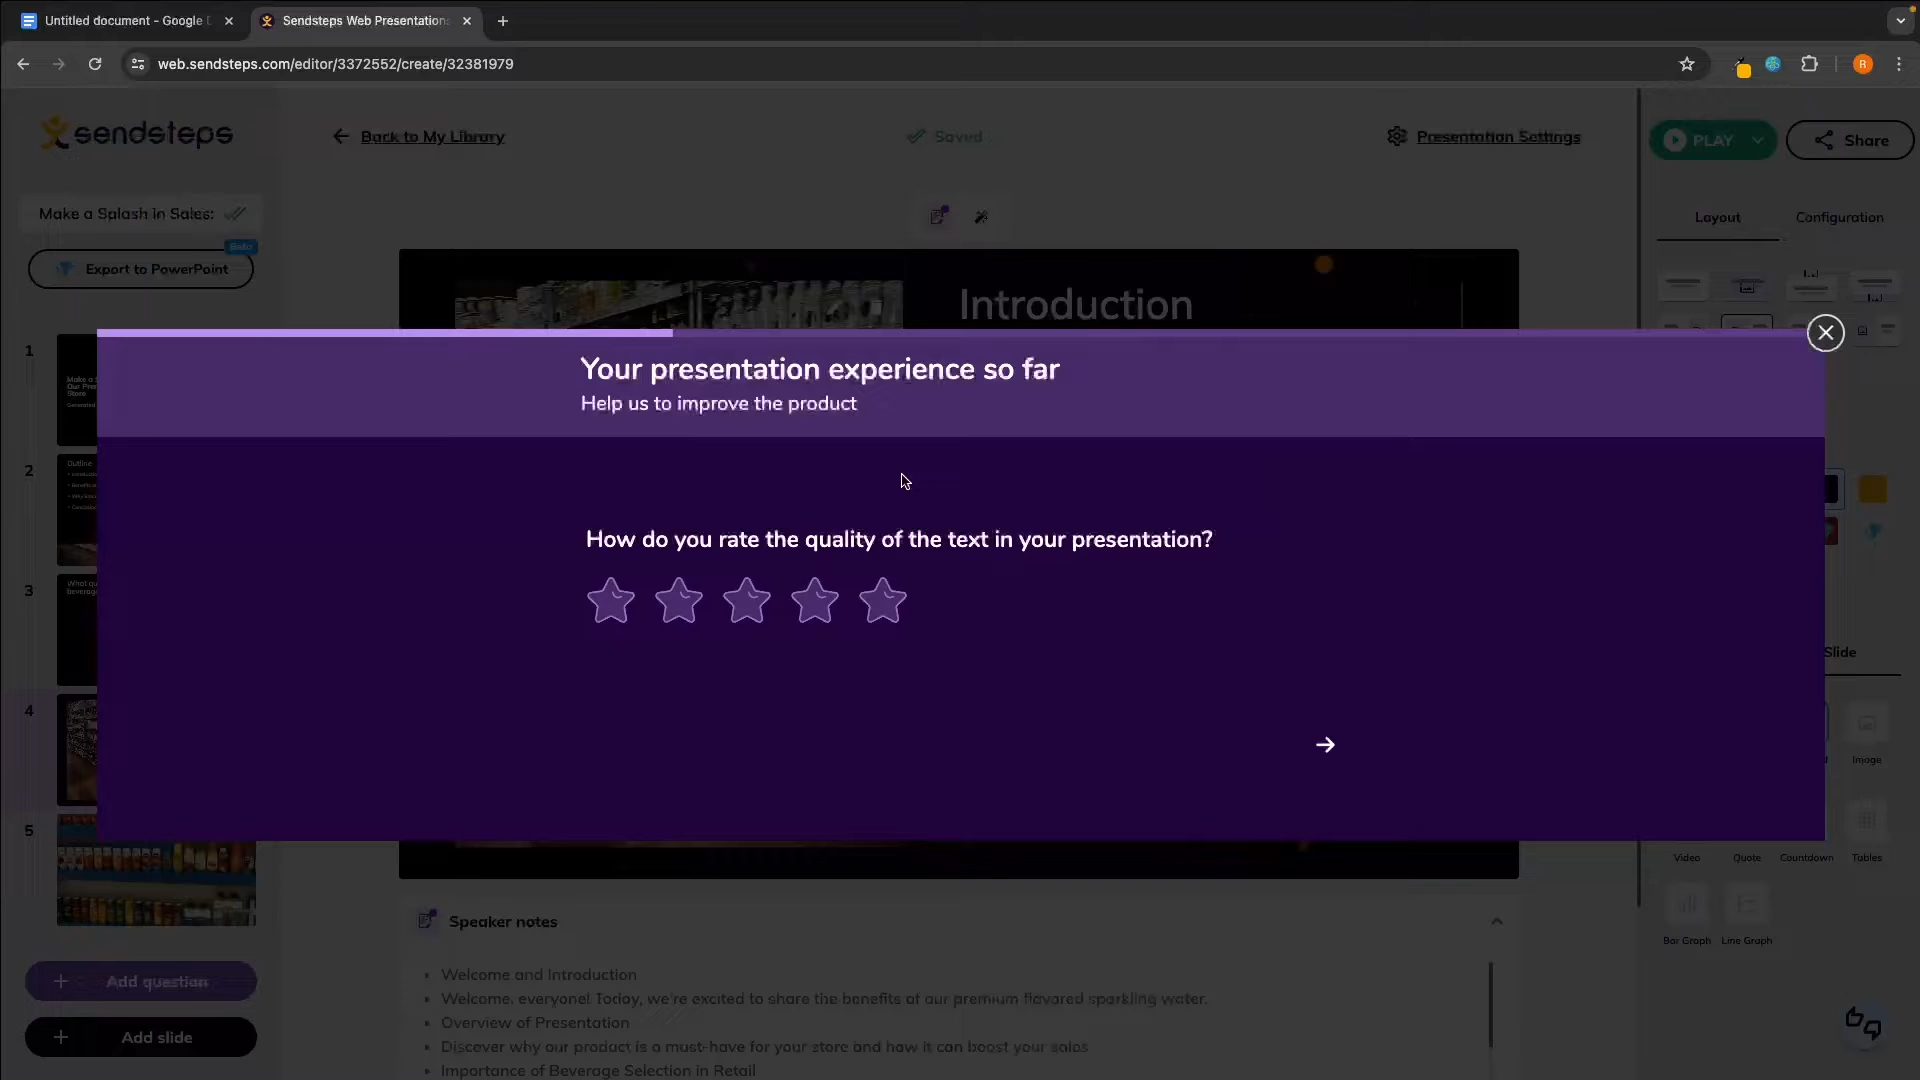 Untitled document - Google
Sendsteps Web Presentations
web.sendsteps.com/editor/3372552/create/32381979
sendsteps
Back to My Library
Saved
Presentation Settings
PLAY
Share
Make a Splash in Sales:
Beta
Export to PowerPoint
Layout
Configuration
Introduction
1
2
Outline
3
4
5
Your presentation experience so far
Help us to improve the product
How do you rate the quality of the text in your presentation?
Slide
Image
Video
Quote
Countdown
Tables
Bar Graph
Line Graph
Speaker notes
Welcome and Introduction
Welcome, everyone! Today, we're excited to share the benefits of our premium flavored sparkling water.
Overview of Presentation
Discover why our product is a must-have for your store and how it can boost your sales
Importance of Beverage Selection in Retail
Add question
Add slide